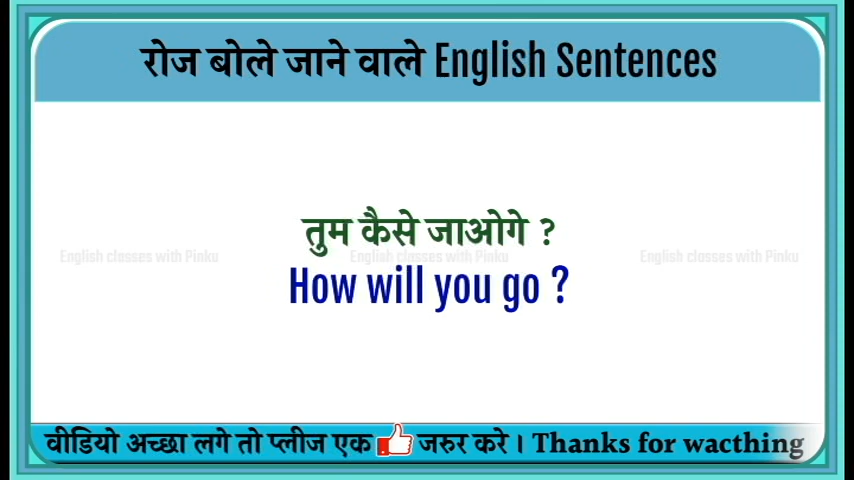 रोज बोले जाने वाले English Sentences
तुम कैसे जाओगे ?
English classes with Pinku English classes with Pinku English classes with Pinku
How will you go ?
वीडियो अच्छा लगे तो प्लीज एक जरुर करे । Thanks for wacthing